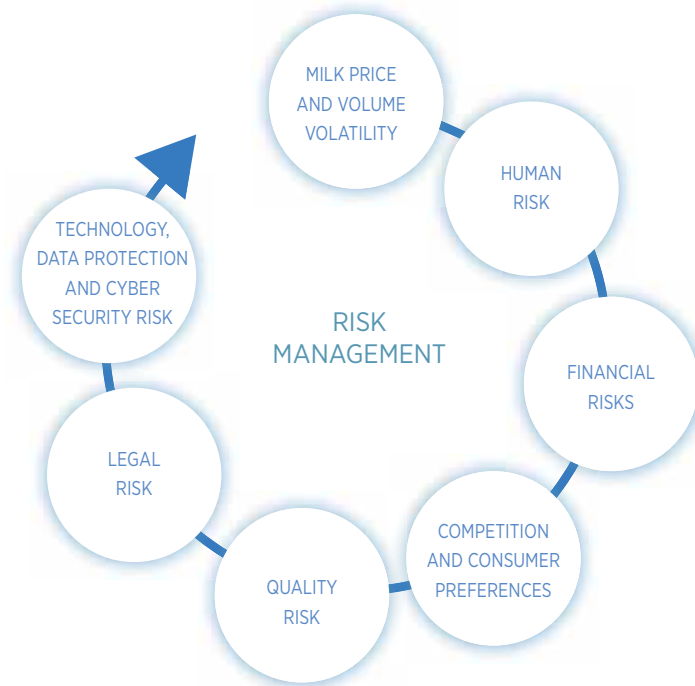 MILK PRICE
AND VOLUME
VOLATILITY
HUMAN
RISK
FINANCIAL
RISKS
COMPETITION
AND CONSUMER
PREFERENCES
QUALITY
RISK
LEGAL
RISK
TECHNOLOGY,
DATA PROTECTION
AND CYBER
SECURITY RISK
RISK
MANAGEMENT